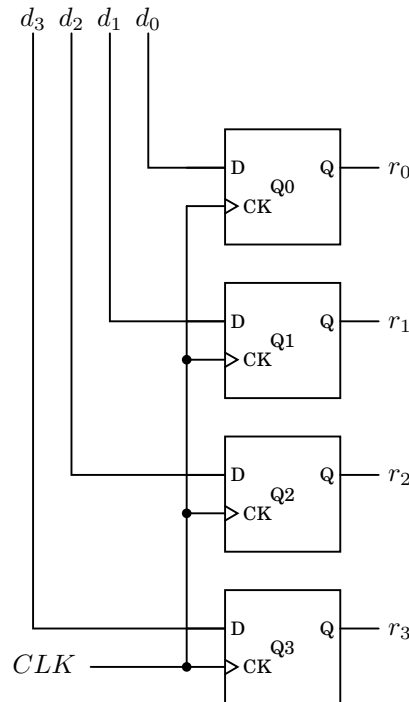 d₃ d₂ d₁ d₀
D Q r₀
Q0
CK
D Q r₁
Q1
CK
D Q r₂
Q2
CK
D Q r₃
Q3
CLK CK